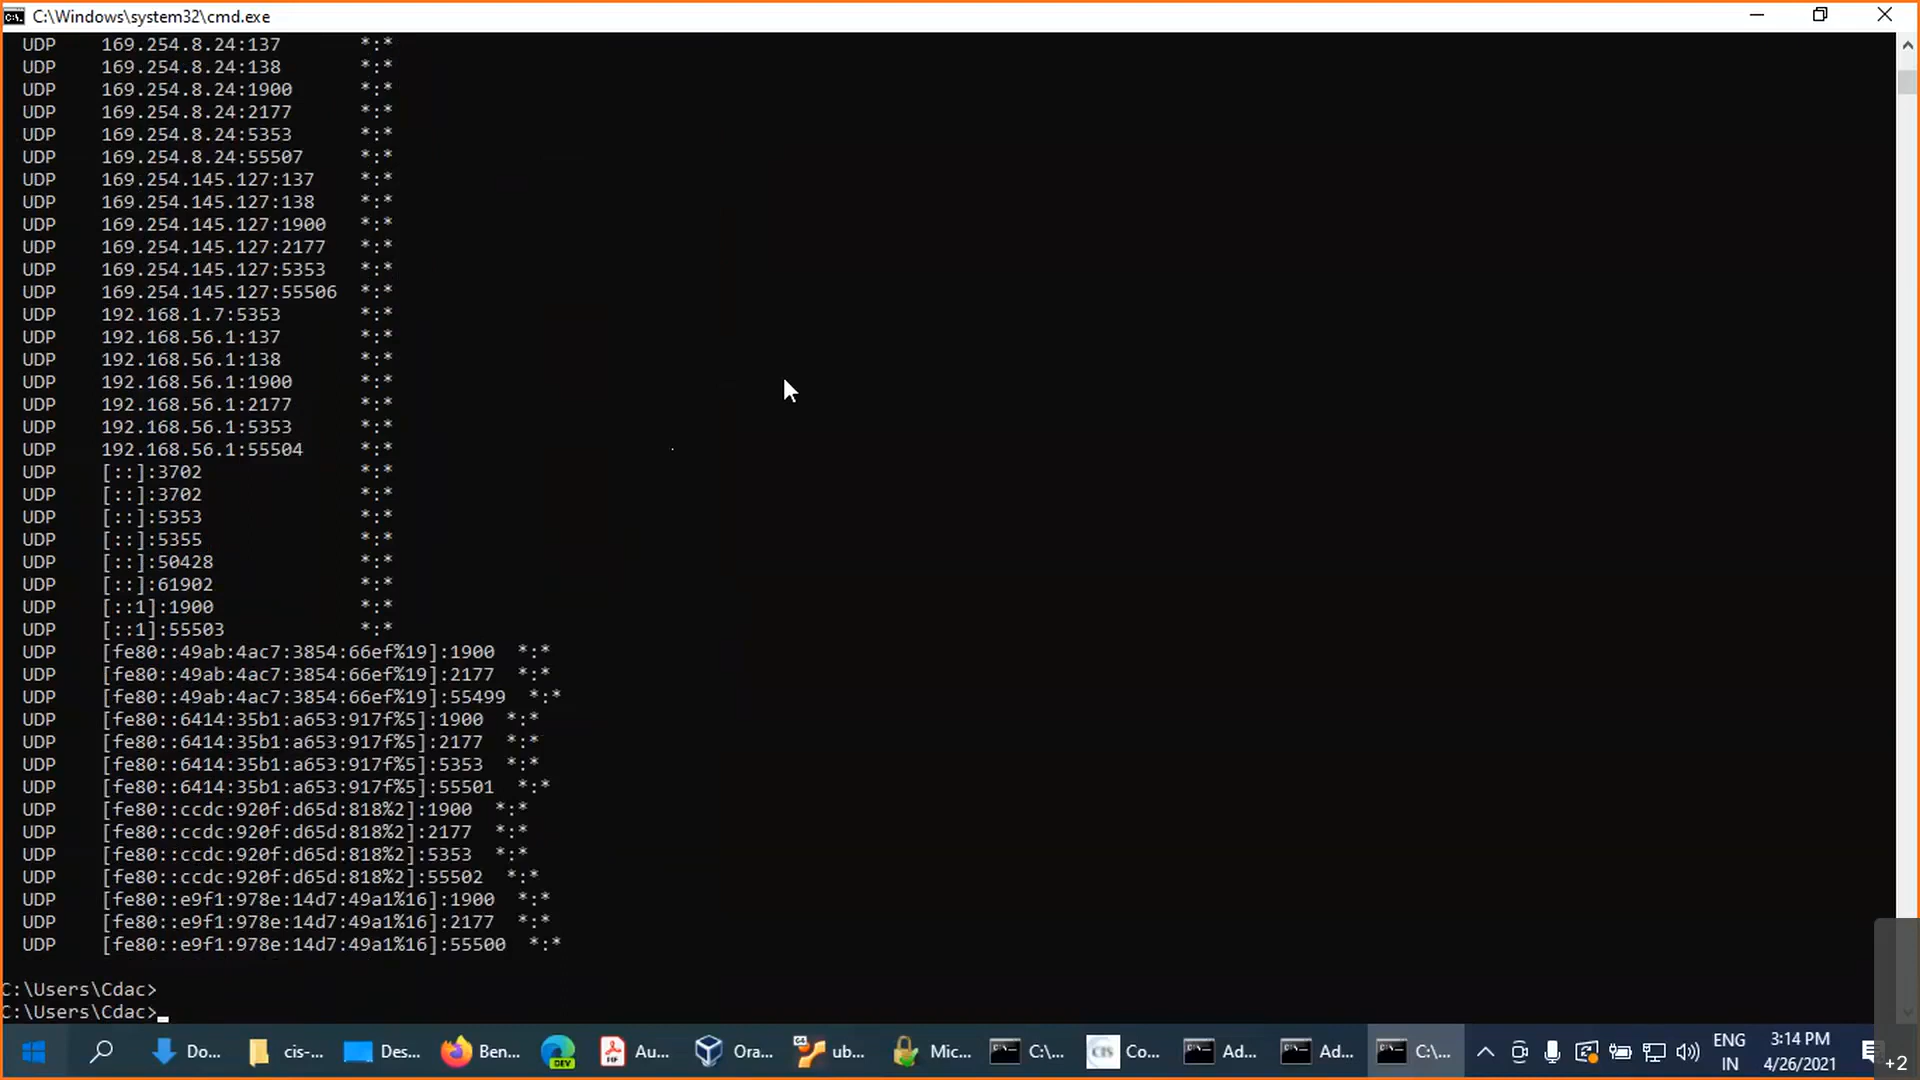 C:\Windows\system32\cmd.exe
UDP 169.254.8.24:137 *:*
UDP 169.254.8.24:138 *:*
UDP 169.254.8.24:1900 *:*
UDP 169.254.8.24:2177 *:*
UDP 169.254.8.24:5353 *:*
UDP 169.254.8.24:55507 *:*
UDP 169.254.145.127:137 *:*
UDP 169.254.145.127:138 *:*
UDP 169.254.145.127:1900 *:*
UDP 169.254.145.127:2177 *:*
UDP 169.254.145.127:5353 *:*
UDP 169.254.145.127:55506 *:*
UDP 192.168.1.7:5353 *:*
UDP 192.168.56.1:137 *:*
UDP 192.168.56.1:138 *:*
UDP 192.168.56.1:1900 *:*
UDP 192.168.56.1:2177 *:*
UDP 192.168.56.1:5353 *:*
UDP 192.168.56.1:55504 *:*
UDP [::]:3702 *:*
UDP [::]:3702 *:*
UDP [::]:5353 *:*
UDP [::]:5355 *:*
UDP [::]:50428 *:*
UDP [::]:61902 *:*
UDP [::1]:1900 *:*
UDP [::1]:55503 *:*
UDP [fe80::49ab:4ac7:3854:66ef%19]:1900 *:*
UDP [fe80::49ab:4ac7:3854:66ef%19]:2177 *:*
UDP [fe80::49ab:4ac7:3854:66ef%19]:55499 *:*
UDP [fe80::6414:35b1:a653:917f%5]:1900 *:*
UDP [fe80::6414:35b1:a653:917f%5]:2177 *:*
UDP [fe80::6414:35b1:a653:917f%5]:5353 *:*
UDP [fe80::6414:35b1:a653:917f%5]:55501 *:*
UDP [fe80::ccdc:920f:d65d:818%2]:1900 *:*
UDP [fe80::ccdc:920f:d65d:818%2]:2177 *:*
UDP [fe80::ccdc:920f:d65d:818%2]:5353 *:*
UDP [fe80::ccdc:920f:d65d:818%2]:55502 *:*
UDP [fe80::e9f1:978e:14d7:49a1%16]:1900 *:*
UDP [fe80::e9f1:978e:14d7:49a1%16]:2177 *:*
UDP [fe80::e9f1:978e:14d7:49a1%16]:55500 *:*
C:\Users\Cdac>
C:\Users\Cdac>_
Do... cis-... Des... Ben... DEV Au... Ora... ub... Mic... C:\... CIS Co... Ad... Ad... C:\... ENG 3:14 PM
IN 4/26/2021 +2